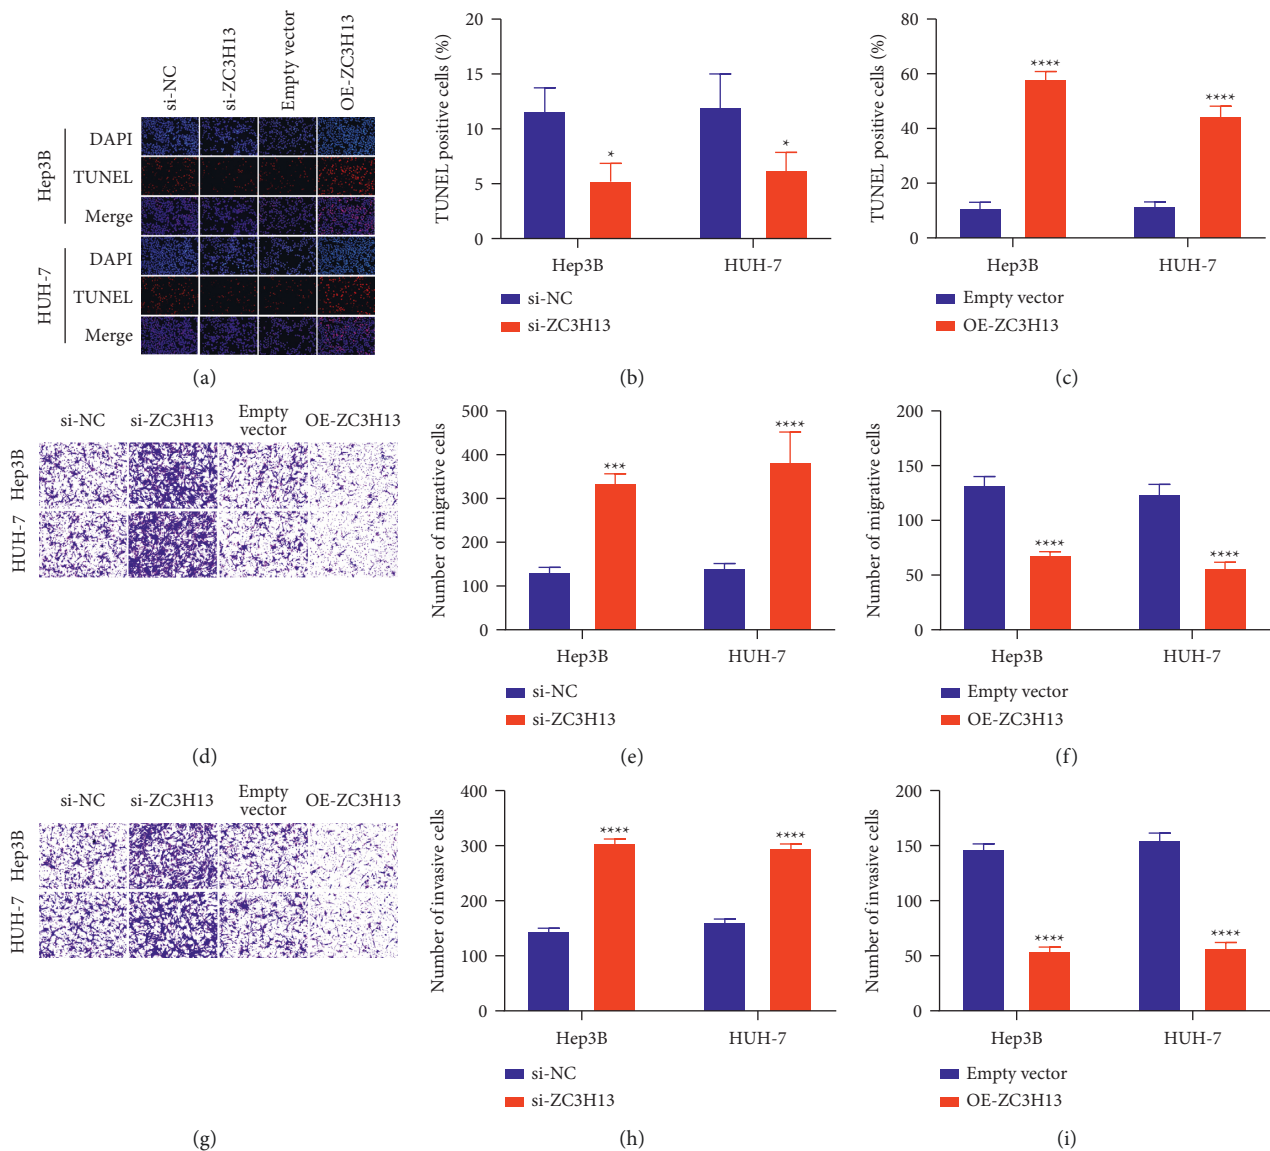 si-NC
si-ZC3H13
Empty vector
OE-ZC3H13
Hep3B
DAPI
TUNEL
Merge
HUH-7
DAPI
TUNEL
Merge
(a)
TUNEL positive cells (%)
20
15
10
5
0
*
*
Hep3B
HUH-7
si-NC
si-ZC3H13
(b)
TUNEL positive cells (%)
80
60
40
20
0
****
****
Hep3B
HUH-7
Empty vector
OE-ZC3H13
(c)
si-NC
si-ZC3H13
Empty
vector
OE-ZC3H13
Hep3B
HUH-7
(d)
Number of migrative cells
500
400
300
200
100
0
***
****
Hep3B
HUH-7
si-NC
si-ZC3H13
(e)
Number of migrative cells
200
150
100
50
0
****
****
Hep3B
HUH-7
Empty vector
OE-ZC3H13
(f)
si-NC
si-ZC3H13
Empty
vector
OE-ZC3H13
Hep3B
HUH-7
(g)
Number of invasive cells
400
300
200
100
0
****
****
Hep3B
HUH-7
si-NC
si-ZC3H13
(h)
Number of invasive cells
200
150
100
50
0
****
****
Hep3B
HUH-7
Empty vector
OE-ZC3H13
(i)